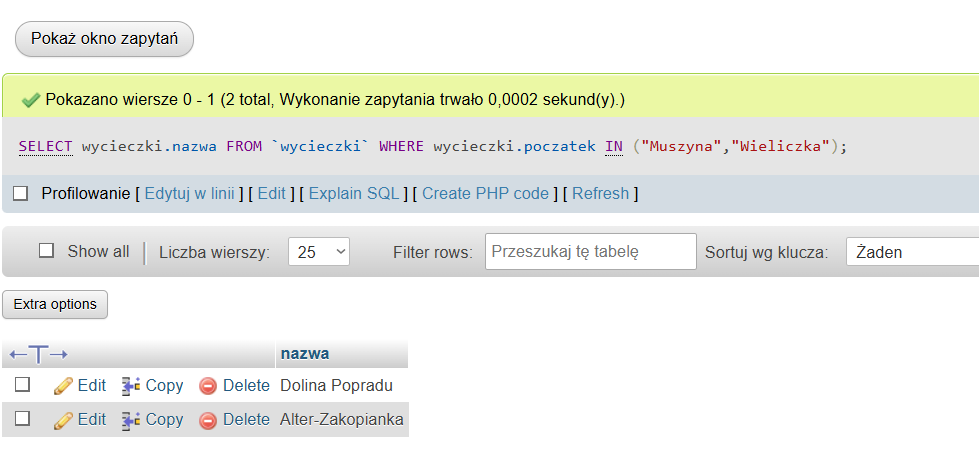 Pokaż okno zapytań
Pokazano wiersze 0 - 1 (2 total, Wykonanie zapytania trwało 0,0002 sekund(y).)
SELECT wycieczki.nazwa FROM `wycieczki` WHERE wycieczki.poczatek IN ("Muszyna","Wieliczka");
Profilowanie [ Edytuj w linii ] [ Edit ] [ Explain SQL ] [ Create PHP code ] [ Refresh ]
Show all | Liczba wierszy: 25 Filter rows: Przeszukaj tę tabelę Sortuj wg klucza: Żaden
Extra options
←T→ nazwa
Edit Copy Delete Dolina Popradu
Edit Copy Delete Alter-Zakopianka